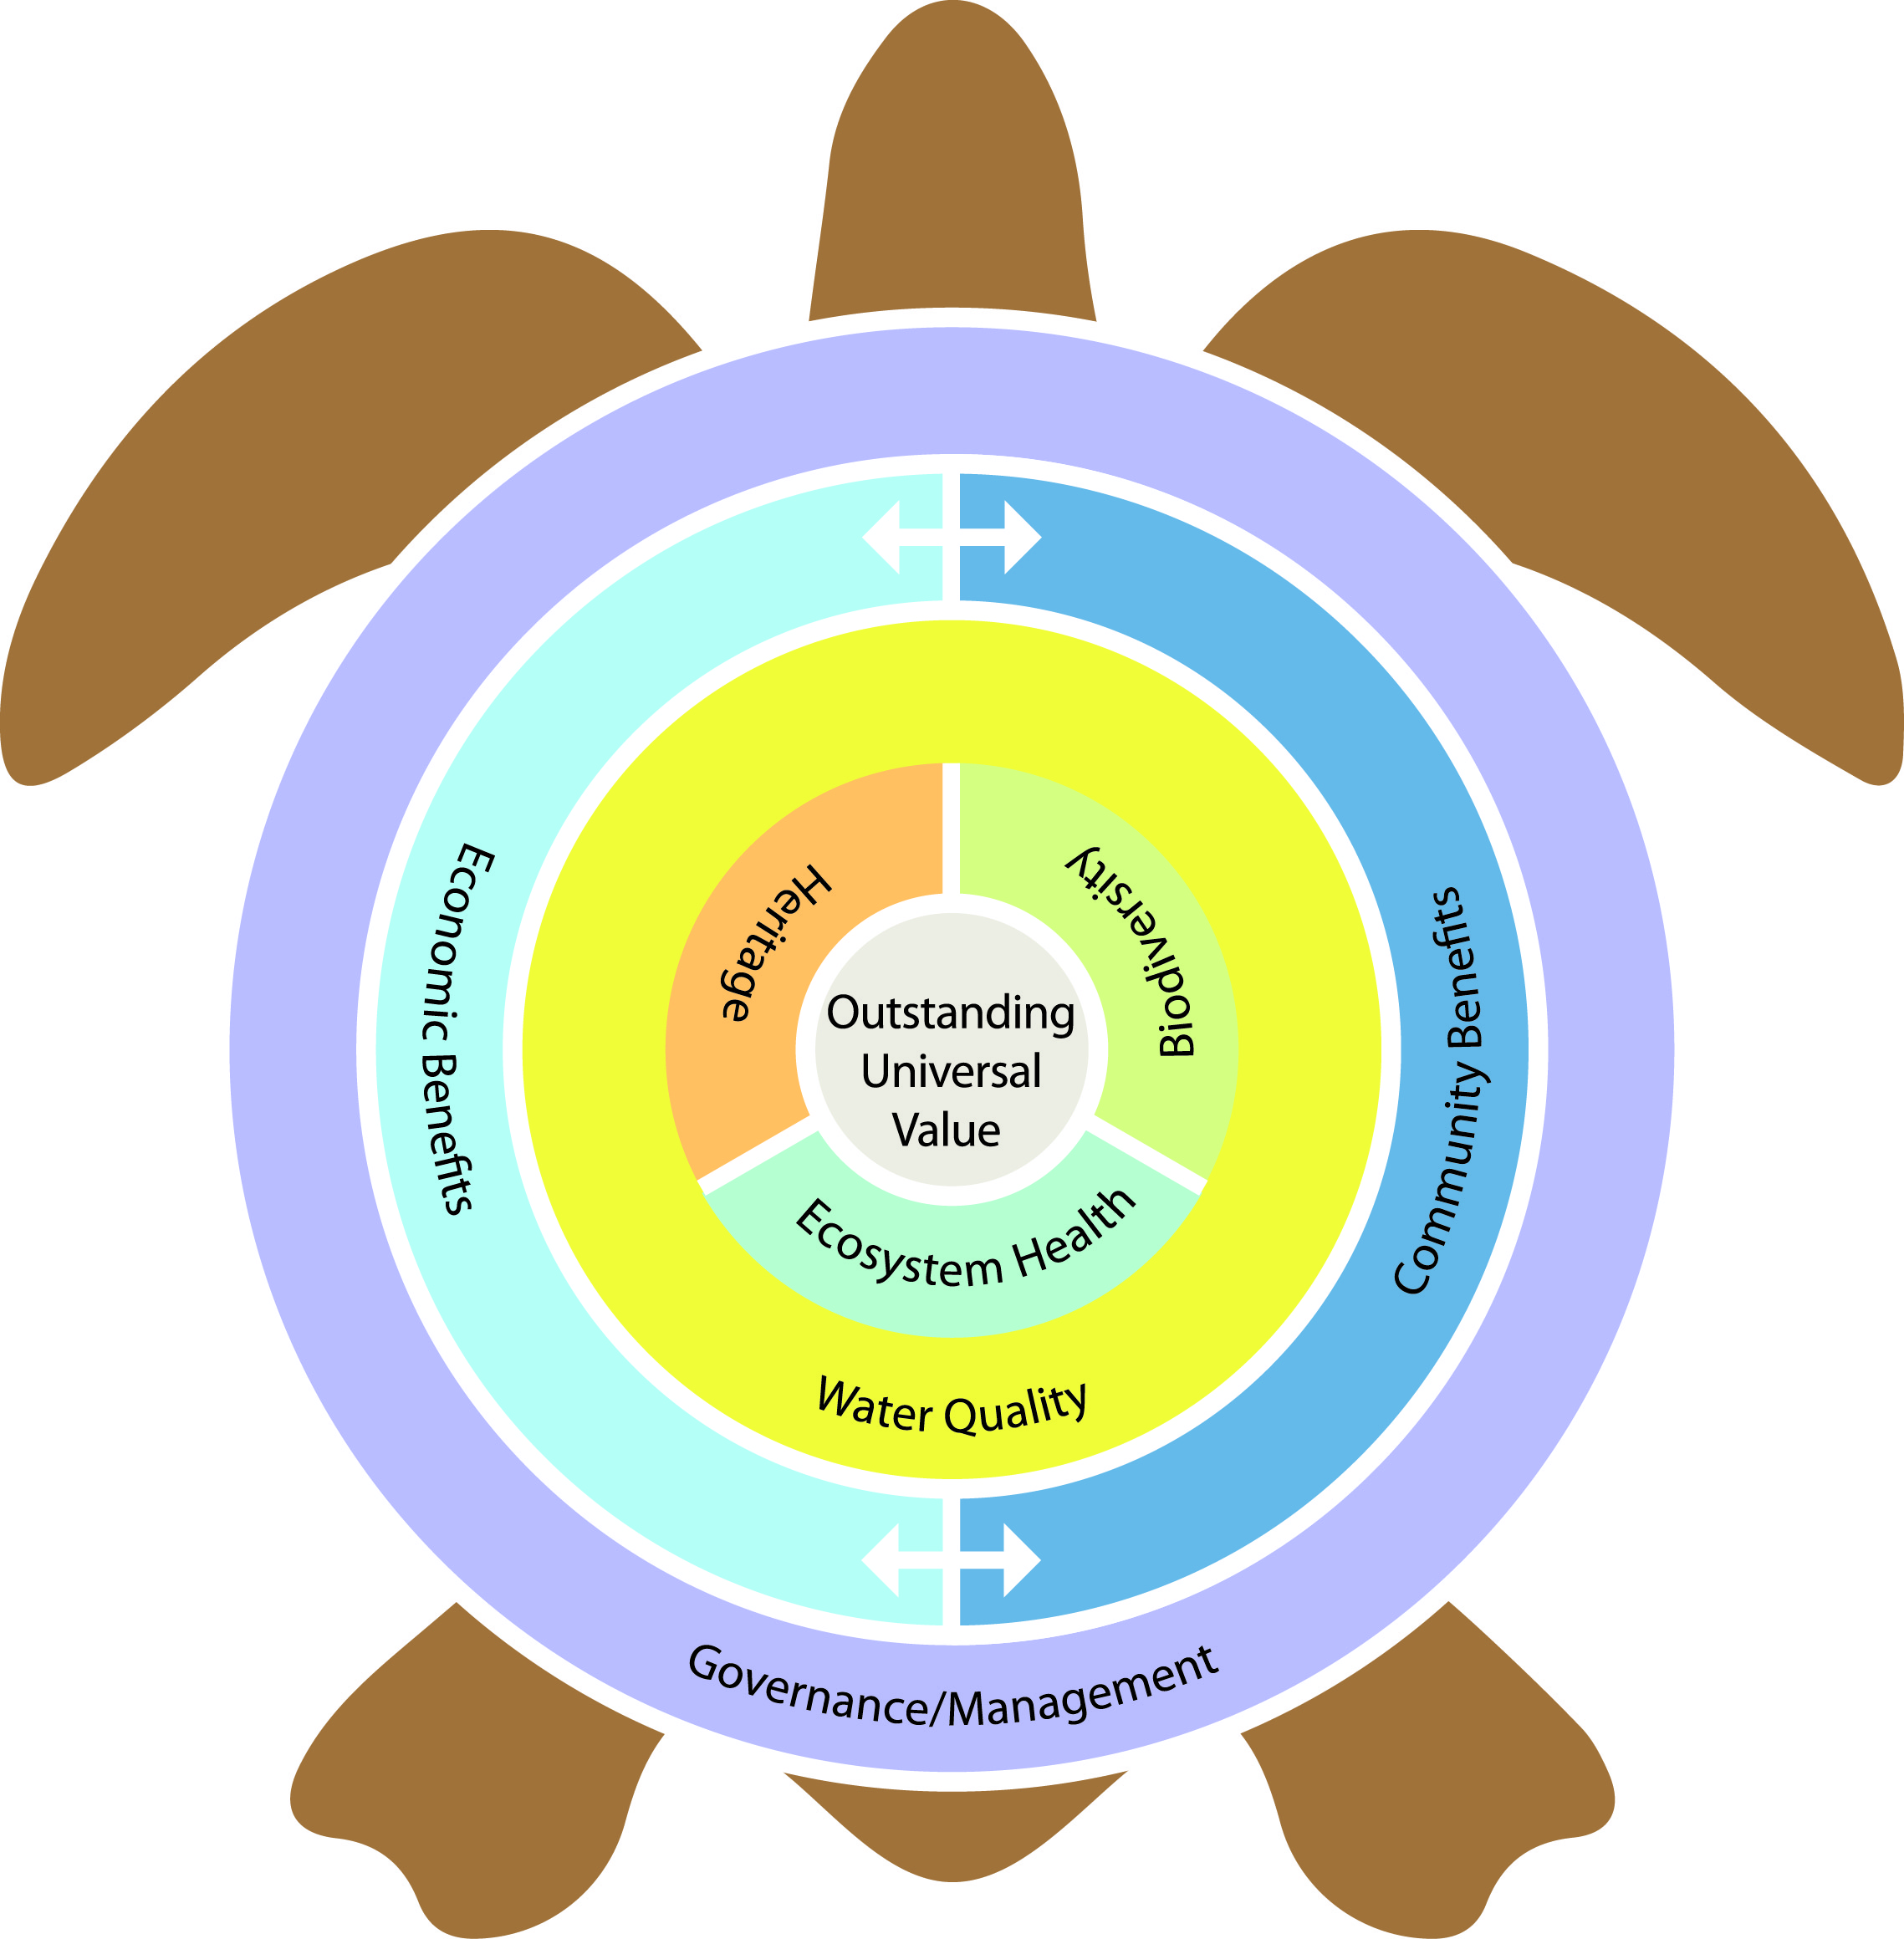 Economic Benefits
Heritage
Biodiversity
Community Benefits
Outstanding
Universal
Value
Ecosystem Health
Water Quality
Governance/Management